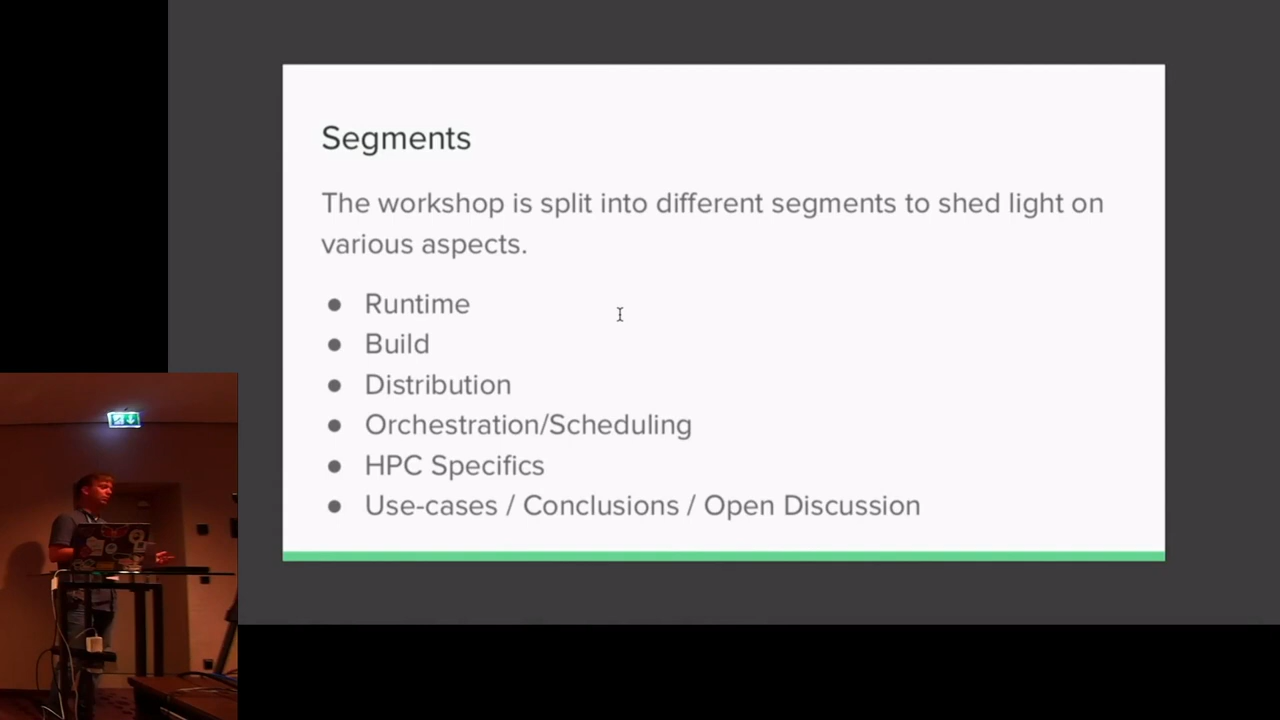 Segments
The workshop is split into different segments to shed light on
various aspects.
● Runtime
● Build
● Distribution
● Orchestration/Scheduling
● HPC Specifics
● Use-cases / Conclusions / Open Discussion